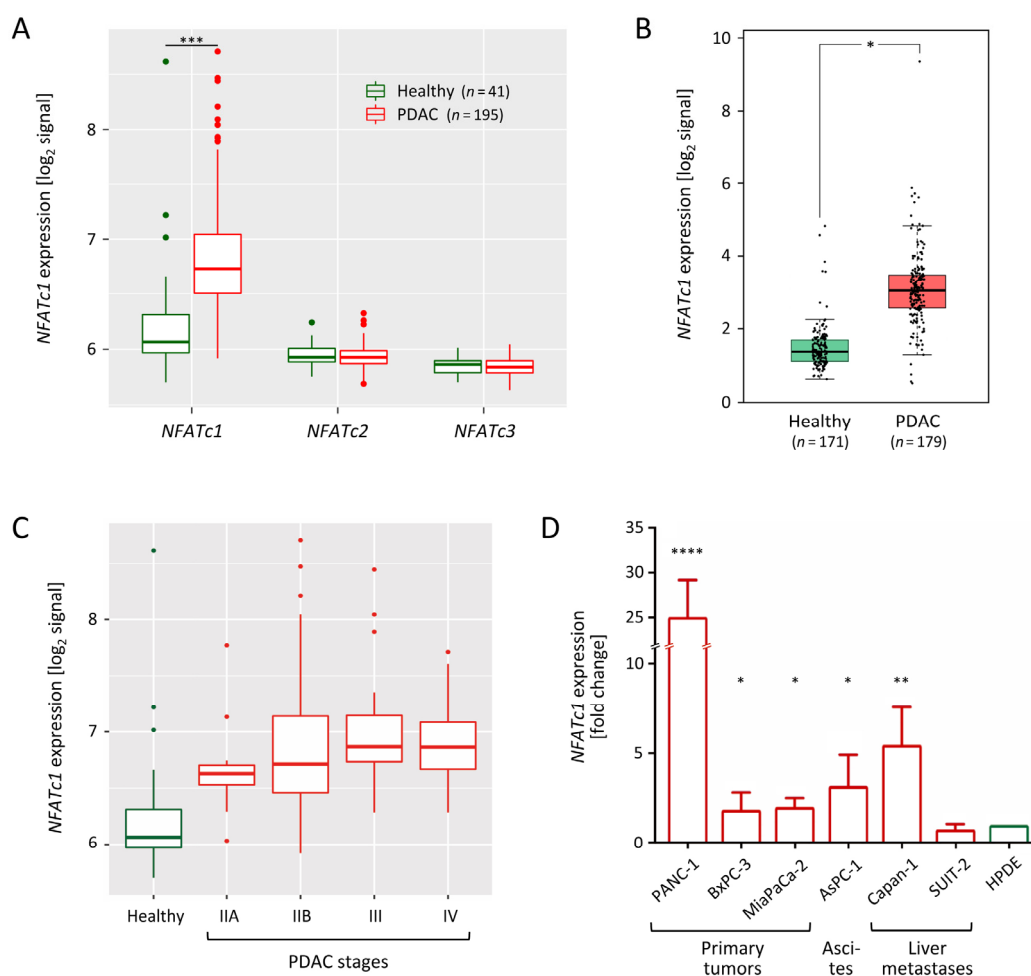 A
NFATc1 expression [log2 signal]
***
Healthy (n = 41)
PDAC (n = 195)
8
7
6
NFATc1 NFATc2 NFATc3
B
NFATc1 expression [log2 signal]
*
10
8
6
4
2
0
Healthy PDAC
(n = 171) (n = 179)
C
NFATc1 expression [log2 signal]
8
7
6
Healthy IIA IIB III IV
PDAC stages
D
NFATc1 expression
[fold change]
35
30
25
10
5
0
**** * * * **
PANC-1 BxPC-3 MiaPaCa-2 AsPC-1 Capan-1 SUIT-2 HPDE
Primary Asci- Liver
tumors tes metastases